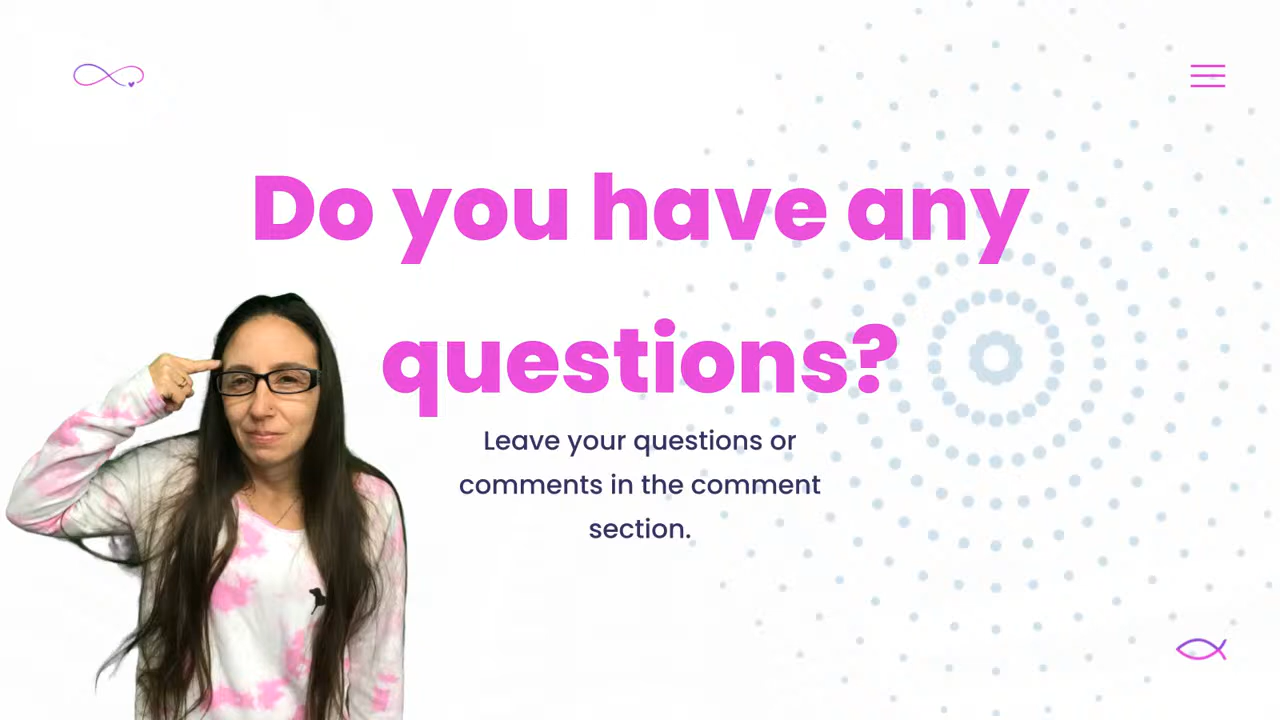 Do you have any
questions?
Leave your questions or
comments in the comment
section.